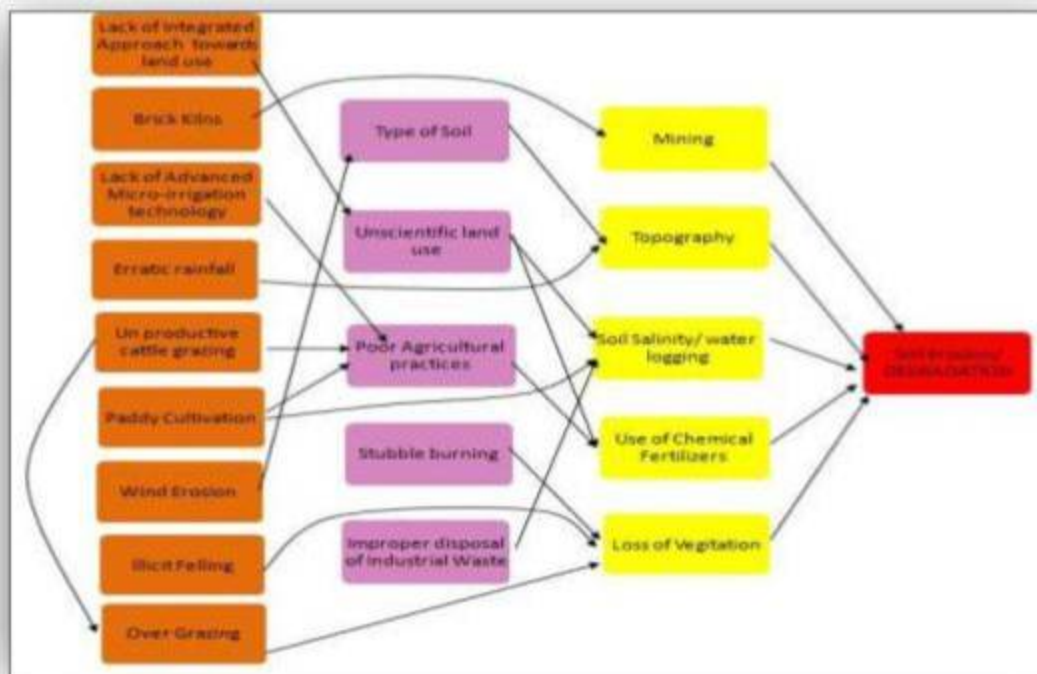 Lack of Integrated
Approach towards
land use
Brick Kilns
Lack of Advanced
Micro-irrigation
technology
Erratic rainfall
Un productive
cattle grazing
Paddy Cultivation
Wind Erosion
Illicit Felling
Over Grazing
Type of Soil
Unscientific land
use
Poor Agricultural
practices
Stubble burning
Improper disposal
of Industrial Waste
Mining
Topography
Soil Salinity/ water
logging
Use of Chemical
Fertilizers
Loss of Vegitation
Soil Erosion/
DEGRADATION